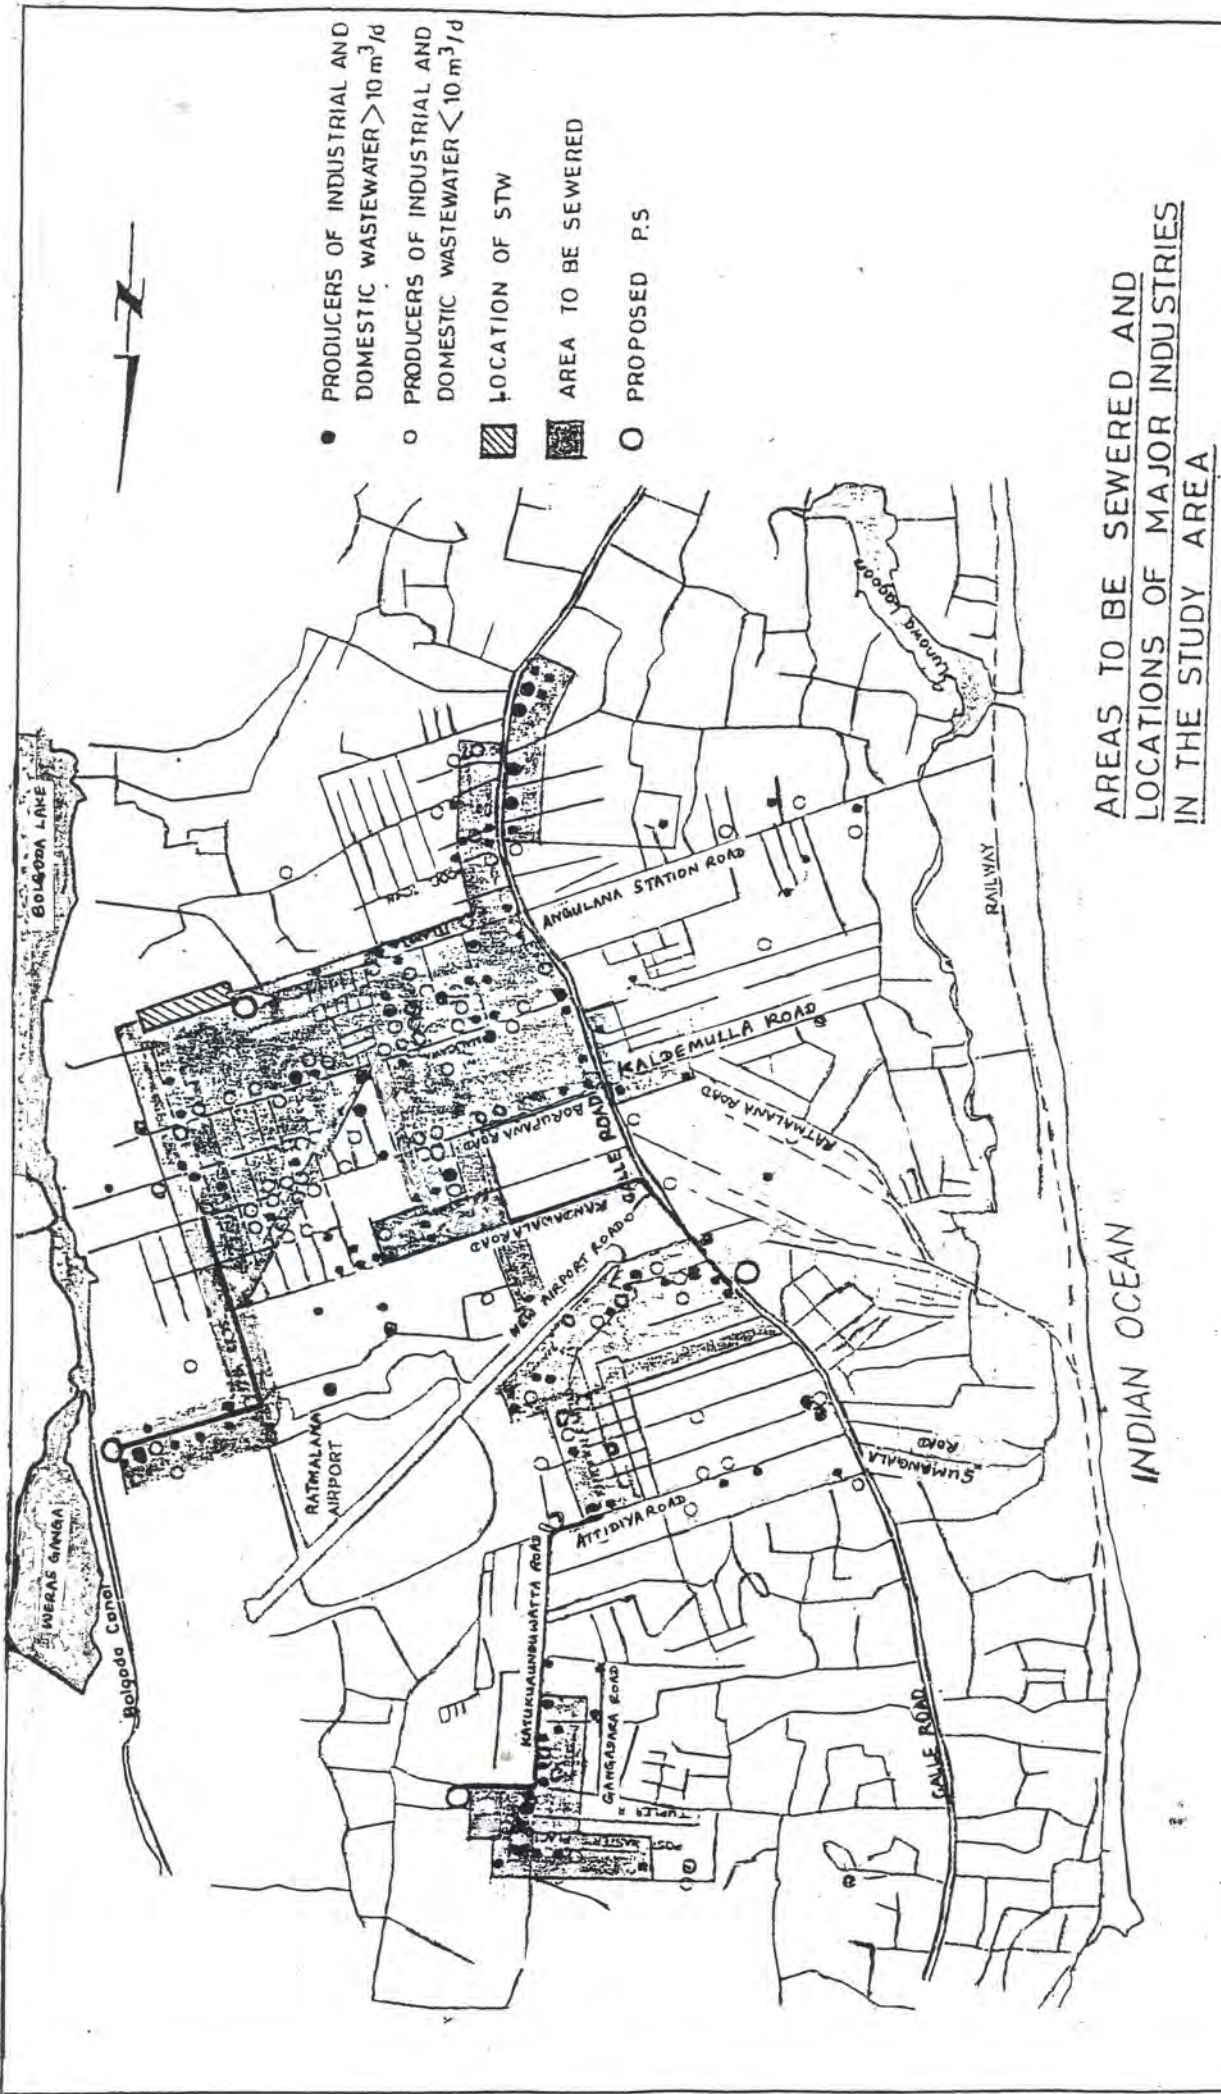 PRODUCERS OF INDUSTRIAL AND
DOMESTIC WASTEWATER >10 m³/d
PRODUCERS OF INDUSTRIAL AND
DOMESTIC WASTEWATER <10 m³/d
LOCATION OF STW
AREA TO BE SEWERED
PROPOSED P.S
N
WERAS GANGA
BOLGODA LAKE
Bolgoda Canal
RATMALANA
AIRPORT
AIRPORT ROAD
KANDAWALA ROAD
BORUPANA ROAD
KATUKURUNDUWATTA ROAD
ATTIDIYA ROAD
GANGADARA ROAD
GALLE ROAD
GALLE ROAD
ANGULANA STATION ROAD
KALDEMULLA ROAD
RATMALANA ROAD
SUMANGALA
ROAD
Lunawa Lagoon
RAILWAY
INDIAN OCEAN
AREAS TO BE SEWERED AND
LOCATIONS OF MAJOR INDUSTRIES
IN THE STUDY AREA